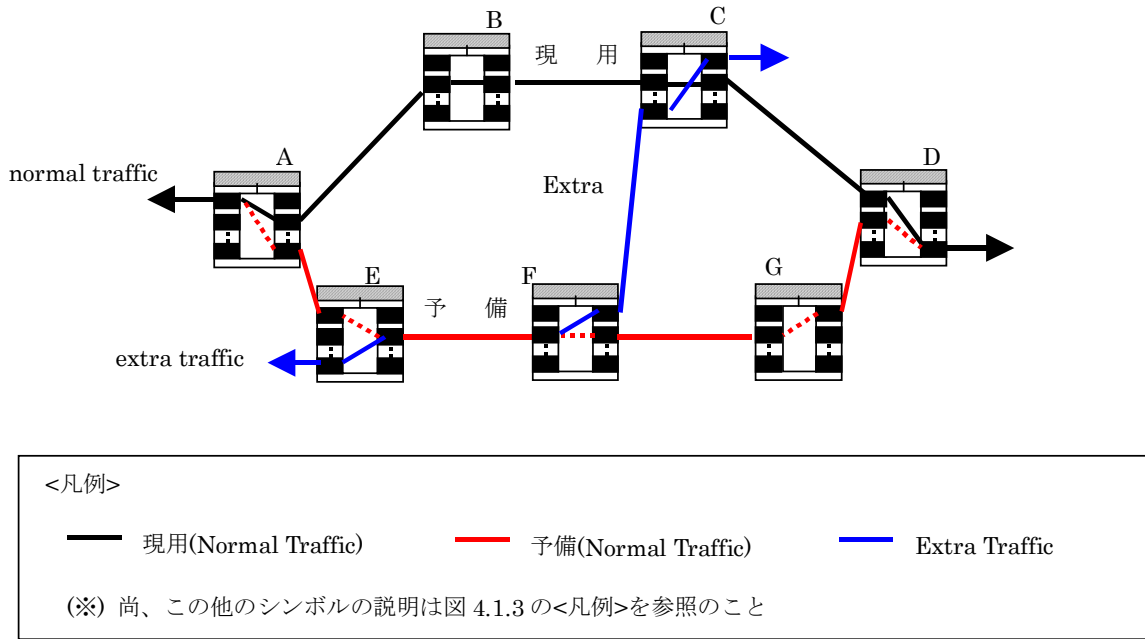 B
C
現 用
A
D
normal traffic
Extra
E
F
G
予 備
extra traffic
<凡例>
現用(Normal Traffic)
予備(Normal Traffic)
Extra Traffic
(※) 尚、この他のシンボルの説明は図 4.1.3 の<凡例>を参照のこと